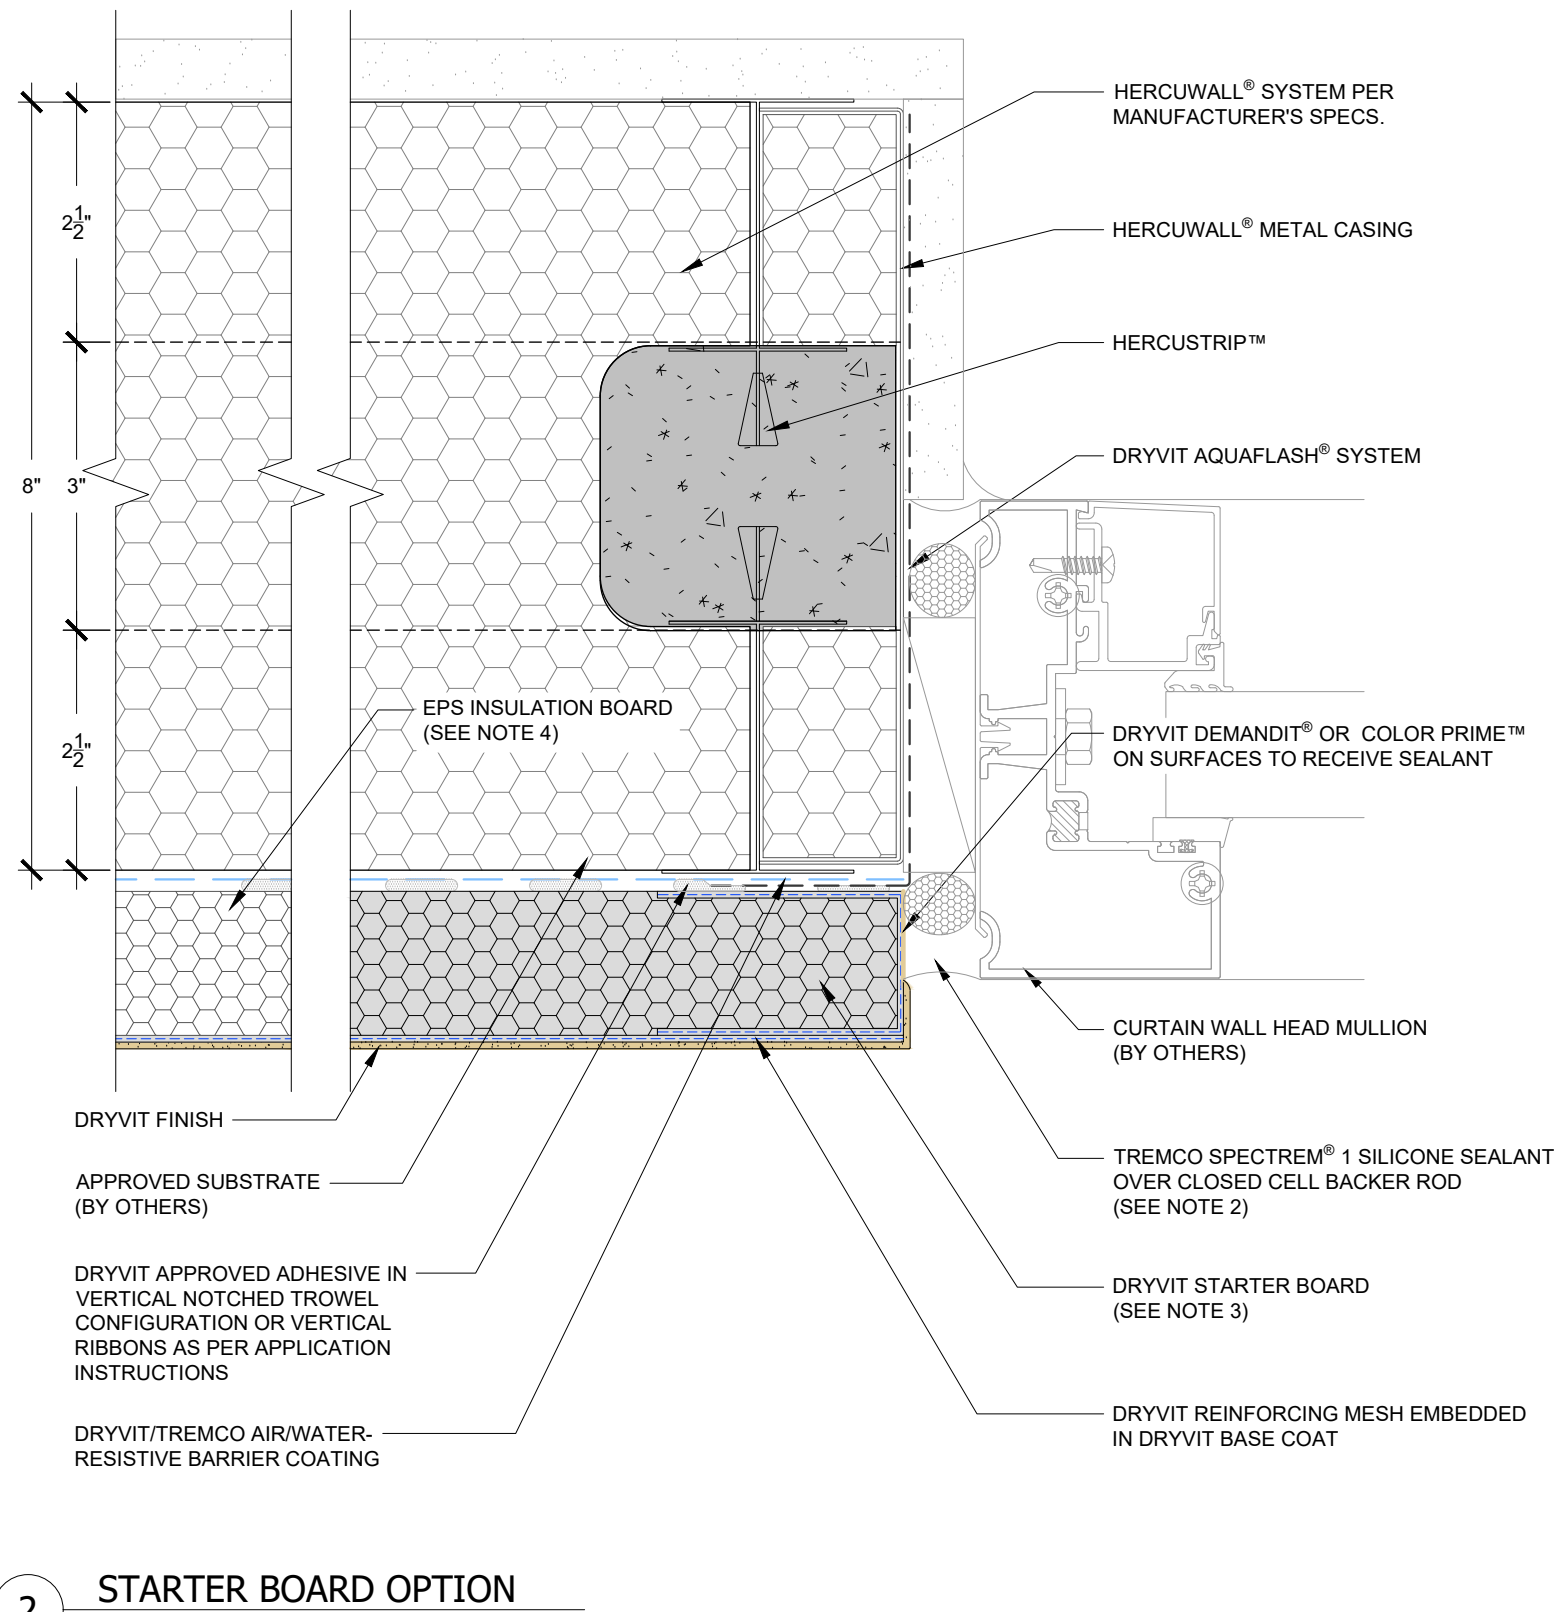 HERCUWALL® SYSTEM PER
MANUFACTURER'S SPECS.
2 1/2"
HERCUWALL® METAL CASING
HERCUSTRIP™
DRYVIT AQUAFLASH® SYSTEM
8"
3"
EPS INSULATION BOARD
(SEE NOTE 4)
2 1/2"
DRYVIT DEMANDIT® OR COLOR PRIME™
ON SURFACES TO RECEIVE SEALANT
CURTAIN WALL HEAD MULLION
(BY OTHERS)
DRYVIT FINISH
TREMCO SPECTREM® 1 SILICONE SEALANT
OVER CLOSED CELL BACKER ROD
(SEE NOTE 2)
APPROVED SUBSTRATE
(BY OTHERS)
DRYVIT APPROVED ADHESIVE IN
VERTICAL NOTCHED TROWEL
CONFIGURATION OR VERTICAL
RIBBONS AS PER APPLICATION
INSTRUCTIONS
DRYVIT STARTER BOARD
(SEE NOTE 3)
DRYVIT/TREMCO AIR/WATER-
RESISTIVE BARRIER COATING
DRYVIT REINFORCING MESH EMBEDDED
IN DRYVIT BASE COAT
2
STARTER BOARD OPTION